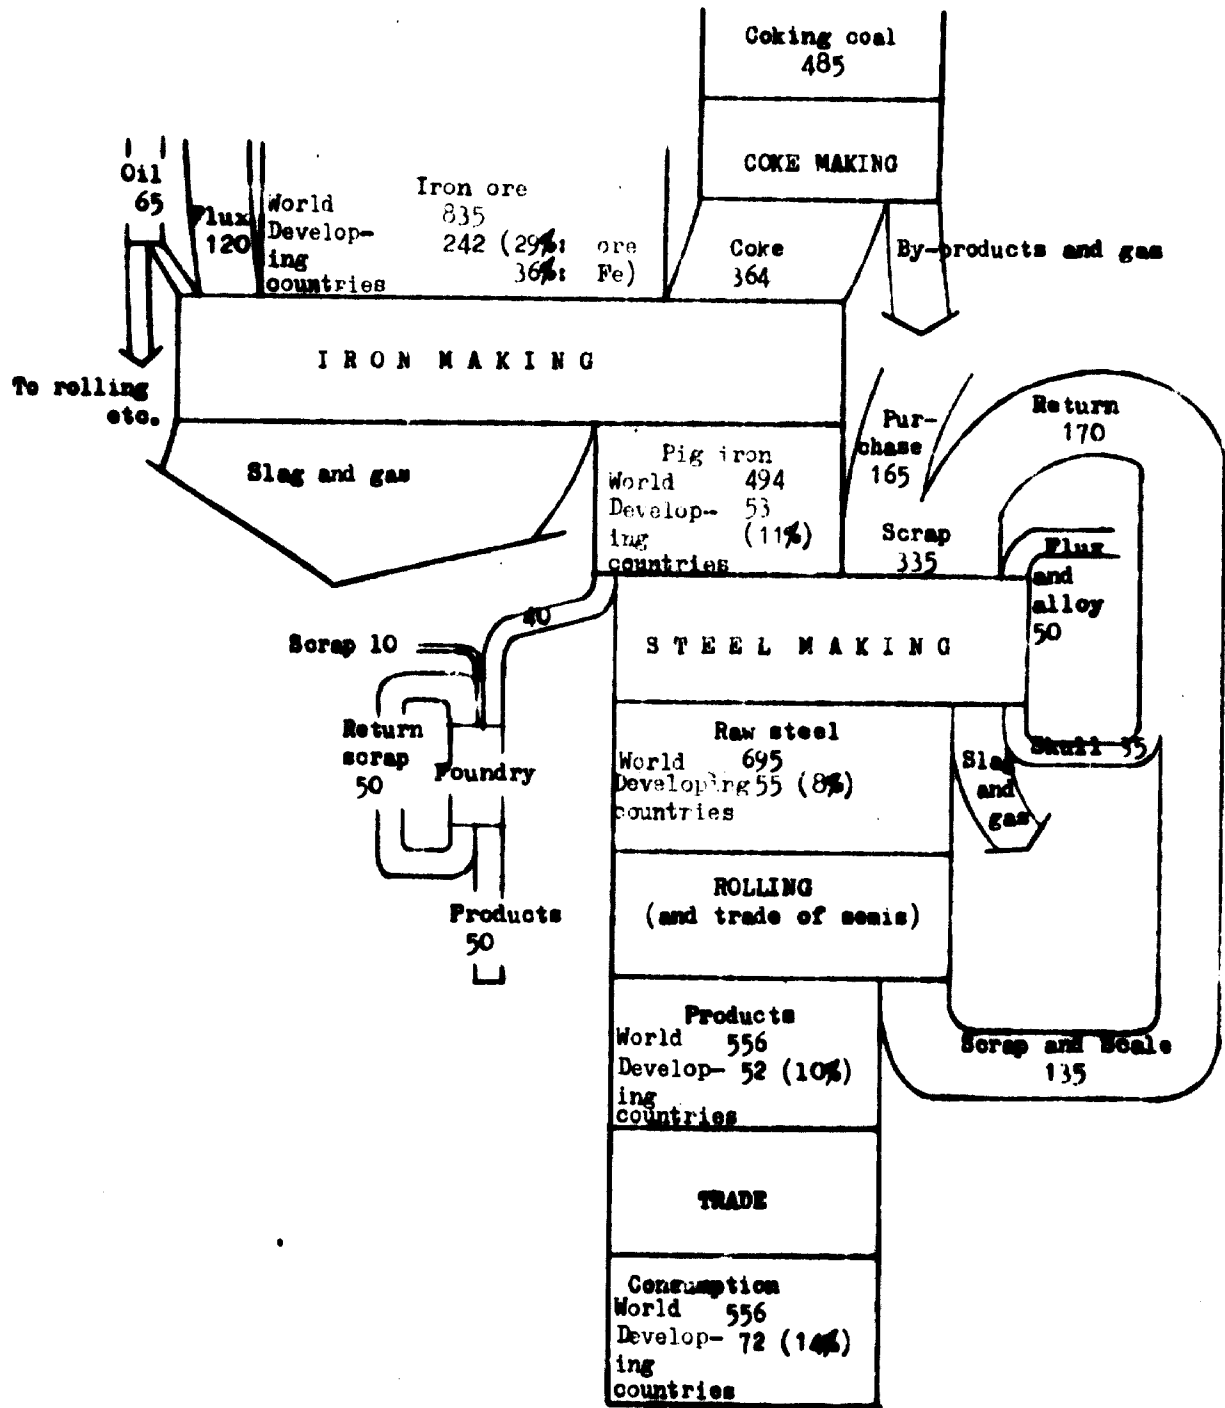 Coking coal
485
COKE MAKING
Oil
65
Flux
120
Iron ore
World 835
Develop-
ing
countries
242 (29%: ore
36%: Fe)
Coke
364
By-products and gas
IRON MAKING
To rolling
etc.
Slag and gas
Pig iron
World 494
Develop- 53
ing (11%)
countries
Pur-
chase
165
Return
170
Scrap
335
Flux
and
alloy
50
40
STEEL MAKING
Scrap 10
Return
scrap
50
Foundry
Products
50
Raw steel
World 695
Developing 55 (8%)
countries
Slag
and
gas
Skull 35
ROLLING
(and trade of semis)
Products
World 556
Develop- 52 (10%)
ing
countries
Scrap and Scale
135
TRADE
Consumption
World 556
Develop- 72 (14%)
ing
countries